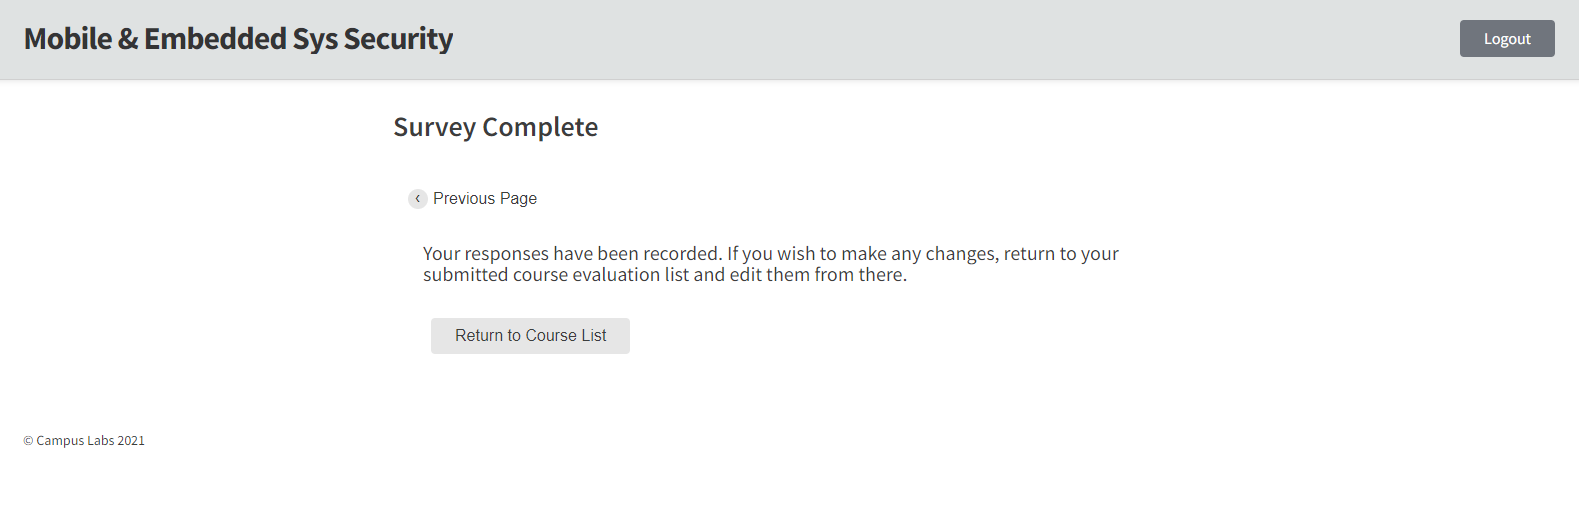 Mobile & Embedded Sys Security
Logout
Survey Complete
‹ Previous Page
Your responses have been recorded. If you wish to make any changes, return to your
submitted course evaluation list and edit them from there.
Return to Course List
© Campus Labs 2021